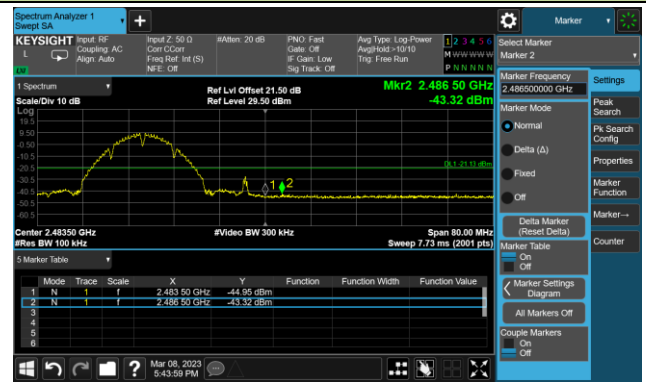 Spectrum Analyzer 1
Swept SA
Marker
KEYSIGHT
Input: RF
Coupling: AC
Align: Auto
Input Z: 50 Ω
Corr CCorr
Freq Ref: Int (S)
NFE: Off
#Atten: 20 dB
PNO: Fast
Gate: Off
IF Gain: Low
Sig Track: Off
Avg Type: Log-Power
Avg|Hold:>10/10
Trig: Free Run
1 2 3 4 5 6
M W W W W W
P N N N N N
L
LXI
Select Marker
Marker 2
1 Spectrum
Scale/Div 10 dB
Ref Lvl Offset 21.50 dB
Ref Level 29.50 dBm
Mkr2 2.486 50 GHz
-43.32 dBm
Log
19.5
9.50
-0.50
-10.5
-20.5
-30.5
-40.5
-50.5
-60.5
DL1 -21.13 dBm
1
2
Center 2.48350 GHz
#Res BW 100 kHz
#Video BW 300 kHz
Span 80.00 MHz
Sweep 7.73 ms (2001 pts)
5 Marker Table
Mode Trace Scale X Y Function Function Width Function Value
1 N 1 f 2.483 50 GHz -44.95 dBm
2 N 1 f 2.486 50 GHz -43.32 dBm
3
4
5
6
Marker Frequency
2.486500000 GHz
Marker Mode
Normal
Delta (Δ)
Fixed
Off
Delta Marker
(Reset Delta)
Marker Table
On
Off
Marker Settings
Diagram
All Markers Off
Couple Markers
On
Off
Settings
Peak
Search
Pk Search
Config
Properties
Marker
Function
Marker→
Counter
?
Mar 08, 2023
5:43:59 PM